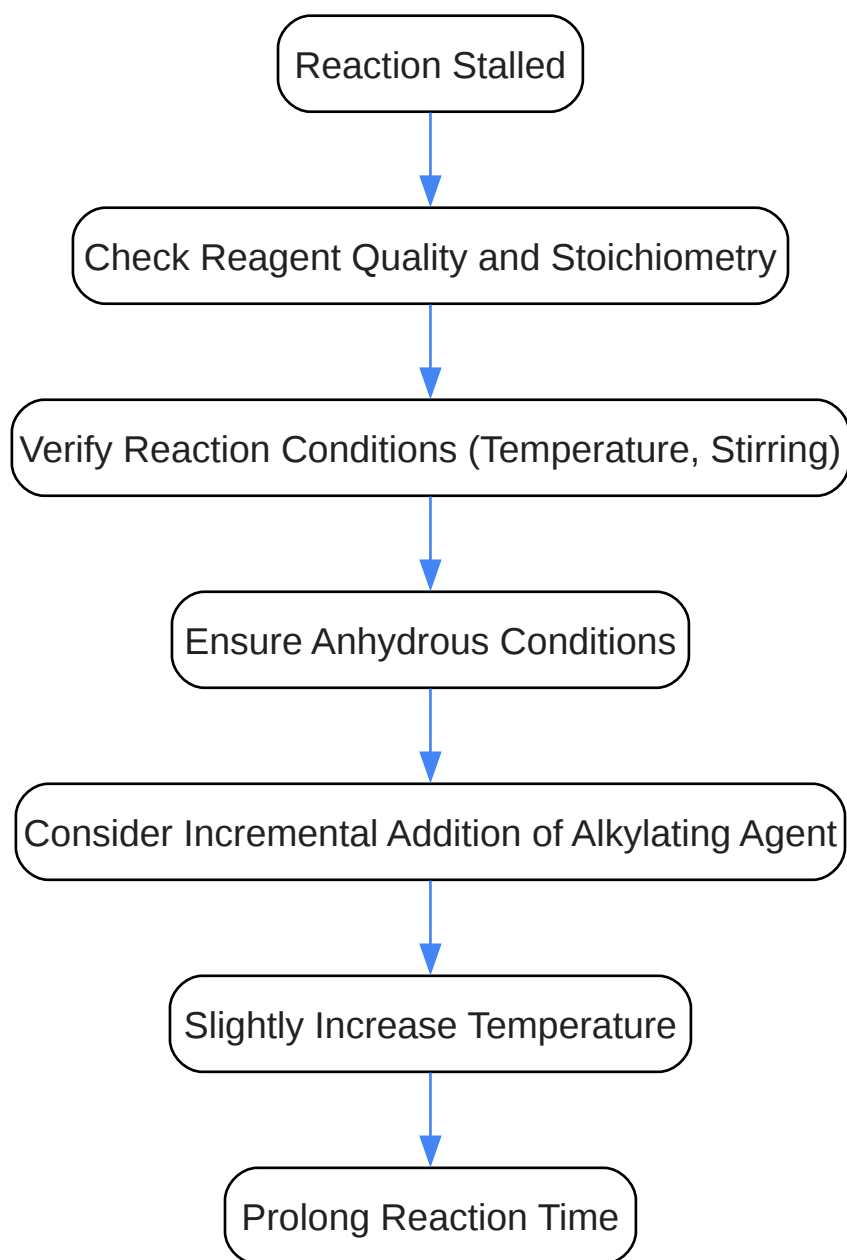 Reaction Stalled
Check Reagent Quality and Stoichiometry
Verify Reaction Conditions (Temperature, Stirring)
Ensure Anhydrous Conditions
Consider Incremental Addition of Alkylating Agent
Slightly Increase Temperature
Prolong Reaction Time